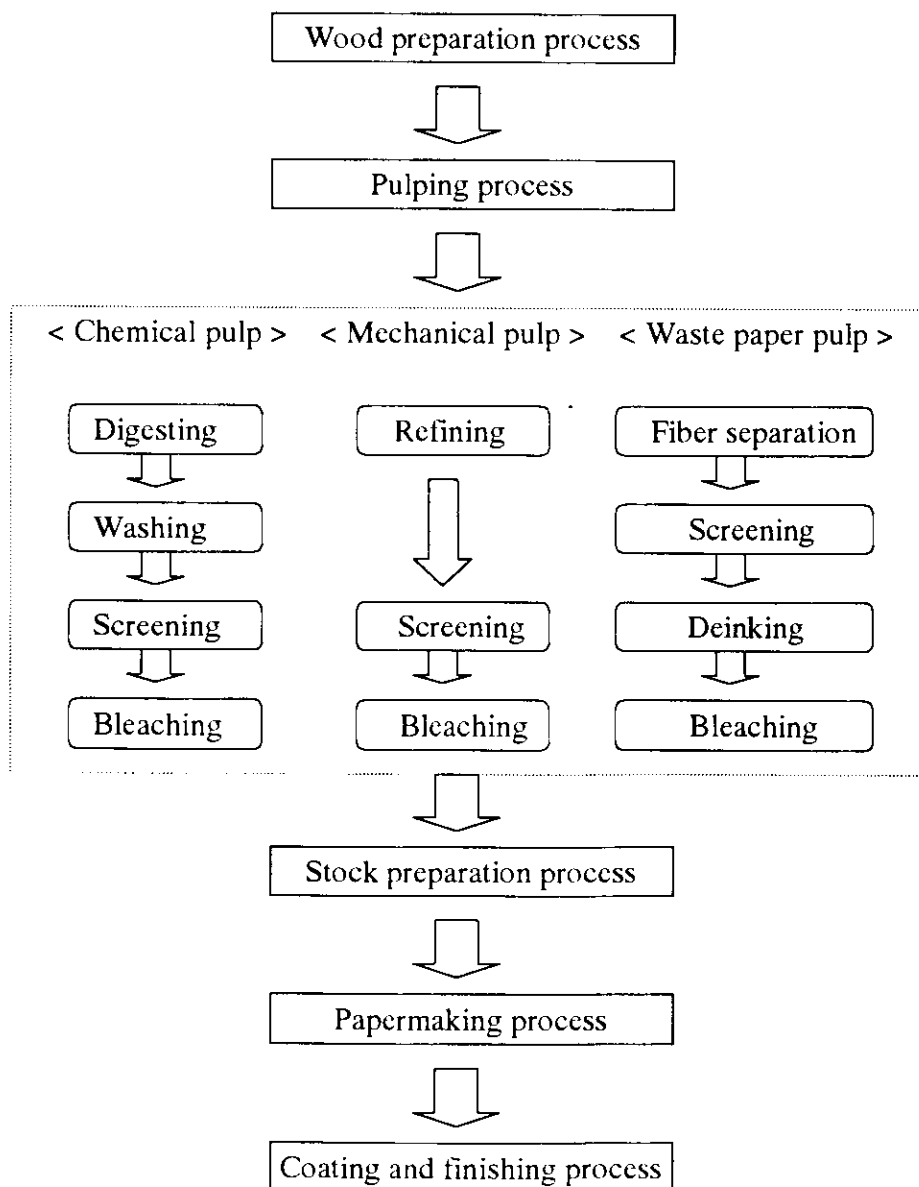 Wood preparation process
Pulping process
< Chemical pulp > < Mechanical pulp > < Waste paper pulp >
Digesting Refining Fiber separation
Washing Screening
Screening Screening Deinking
Bleaching Bleaching Bleaching
Stock preparation process
Papermaking process
Coating and finishing process